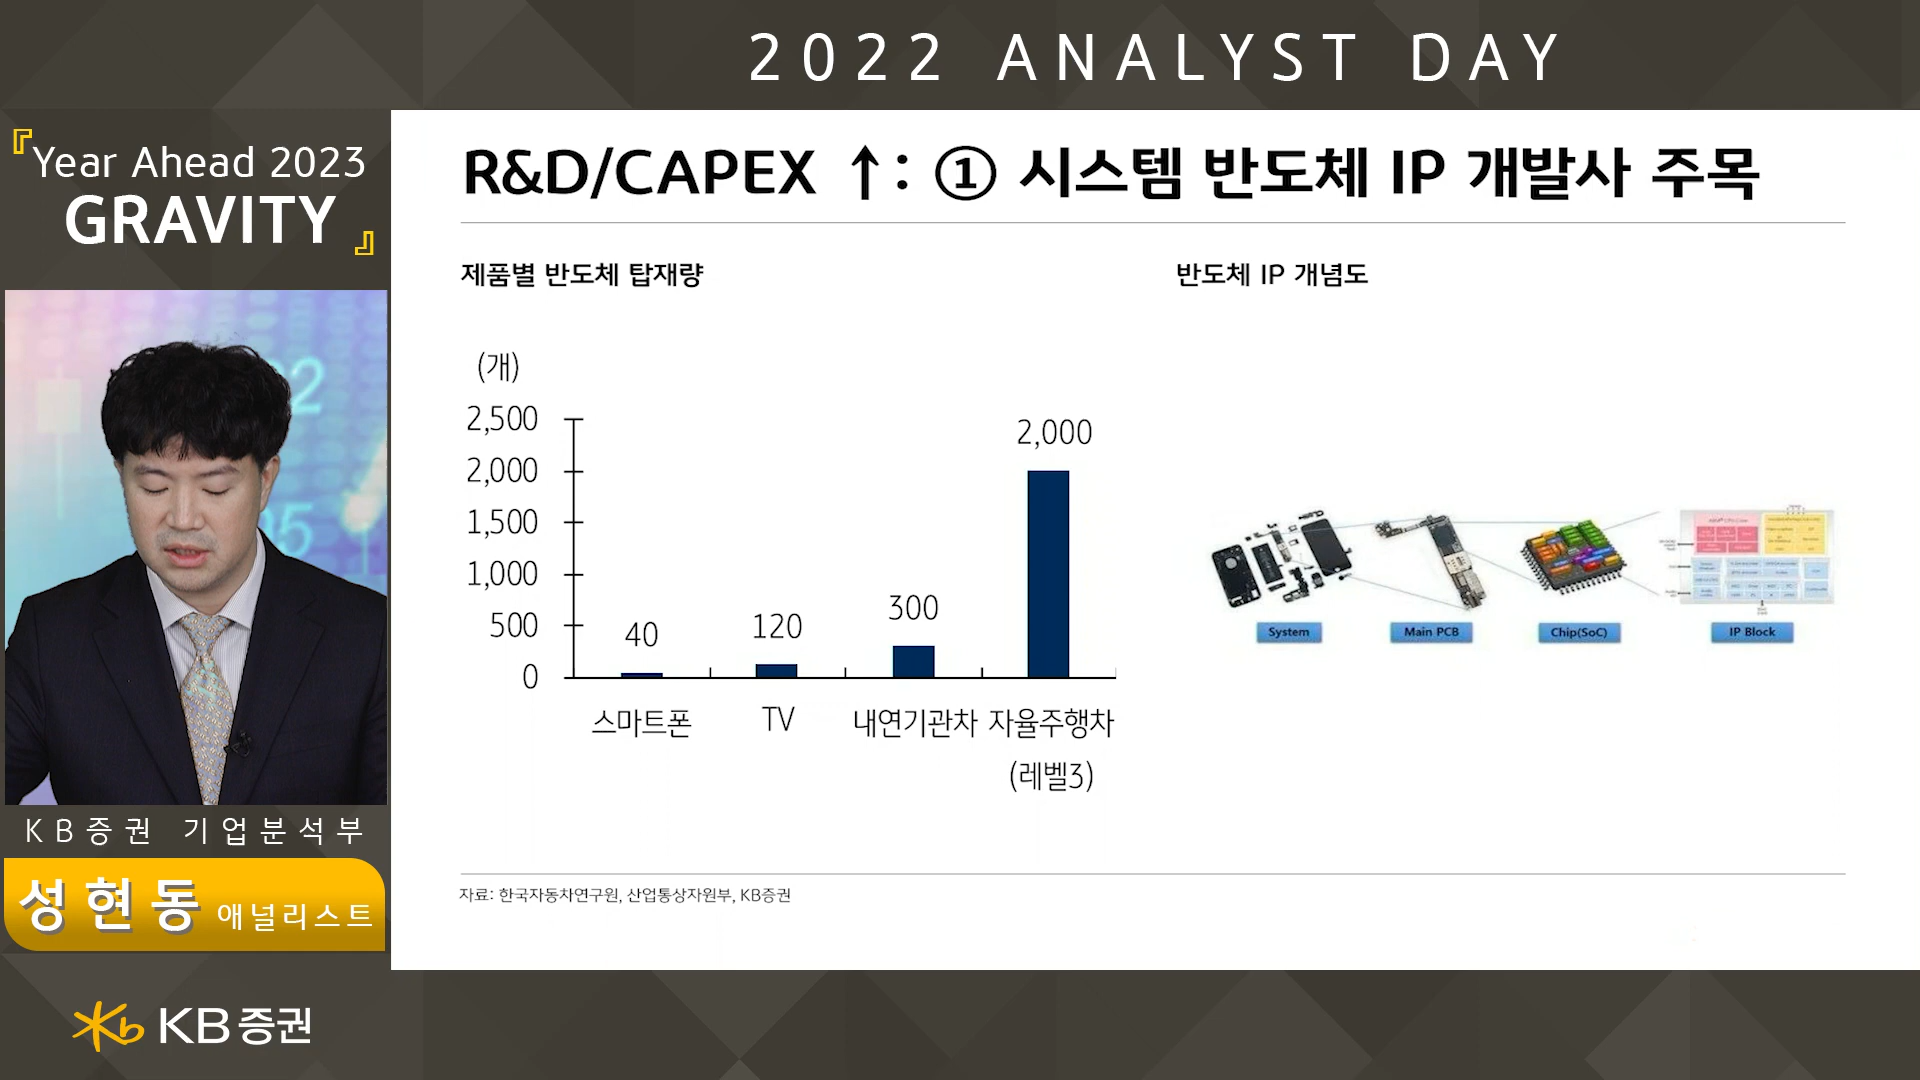 2022 ANALYST DAY
『Year Ahead 2023
GRAVITY』
KB증권 기업분석부
성현동 애널리스트
KB증권
R&D/CAPEX ↑: ① 시스템 반도체 IP 개발사 주목
제품별 반도체 탑재량
(개)
2,500
2,000
1,500
1,000
500
0
40
120
300
2,000
스마트폰
TV
내연기관차
자율주행차
(레벨3)
반도체 IP 개념도
System
Main PCB
Chip(SoC)
IP Block
자료: 한국자동차연구원, 산업통상자원부, KB증권